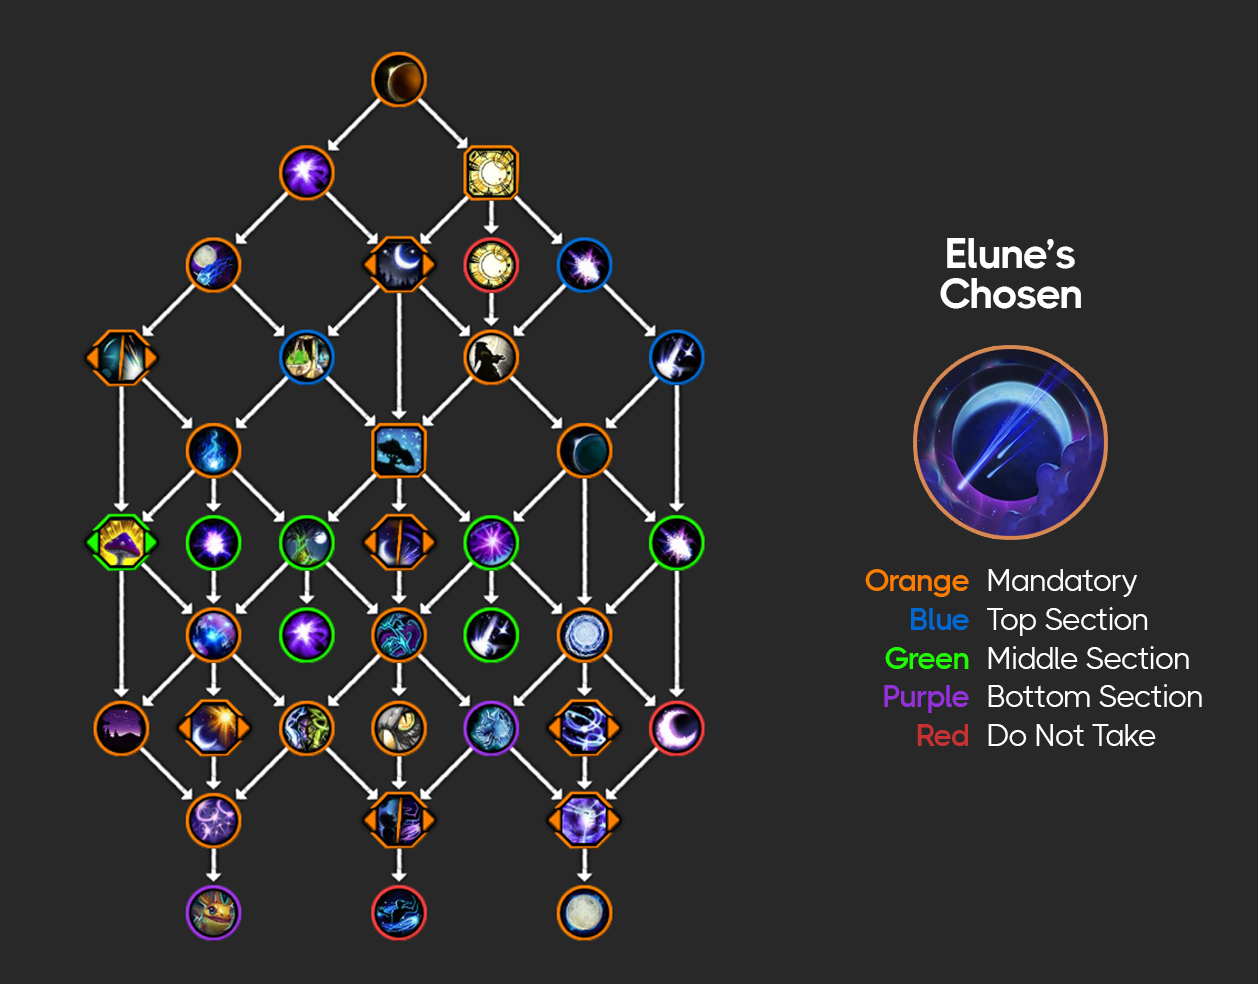 Elune's
Chosen
Orange Mandatory
Blue Top Section
Green Middle Section
Purple Bottom Section
Red Do Not Take